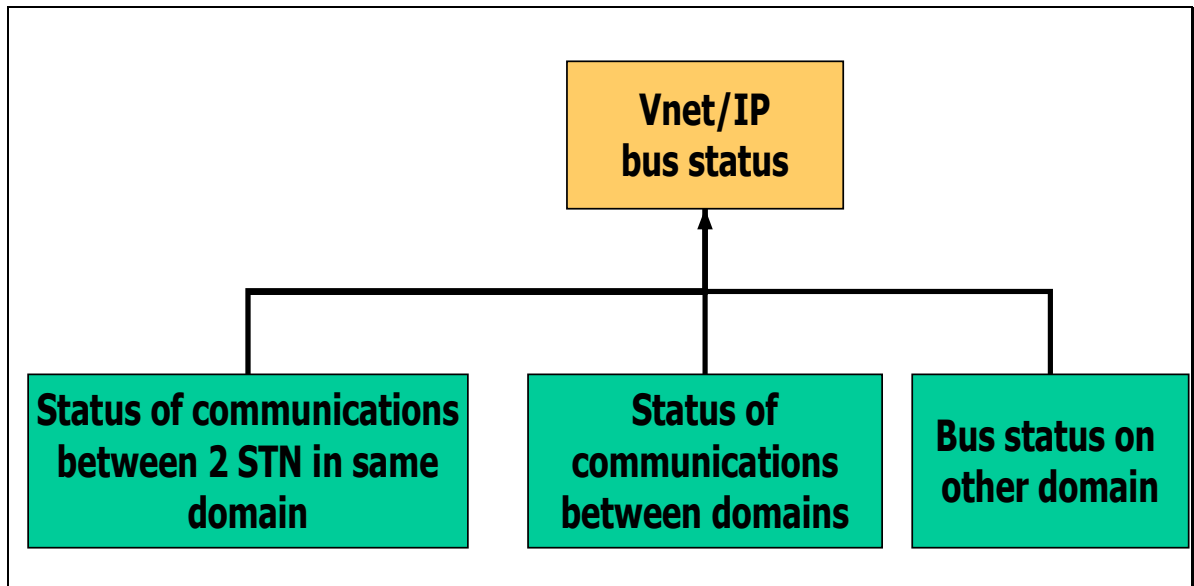 Vnet/IP
bus status
Status of communications
between 2 STN in same
domain
Status of
communications
between domains
Bus status on
other domain